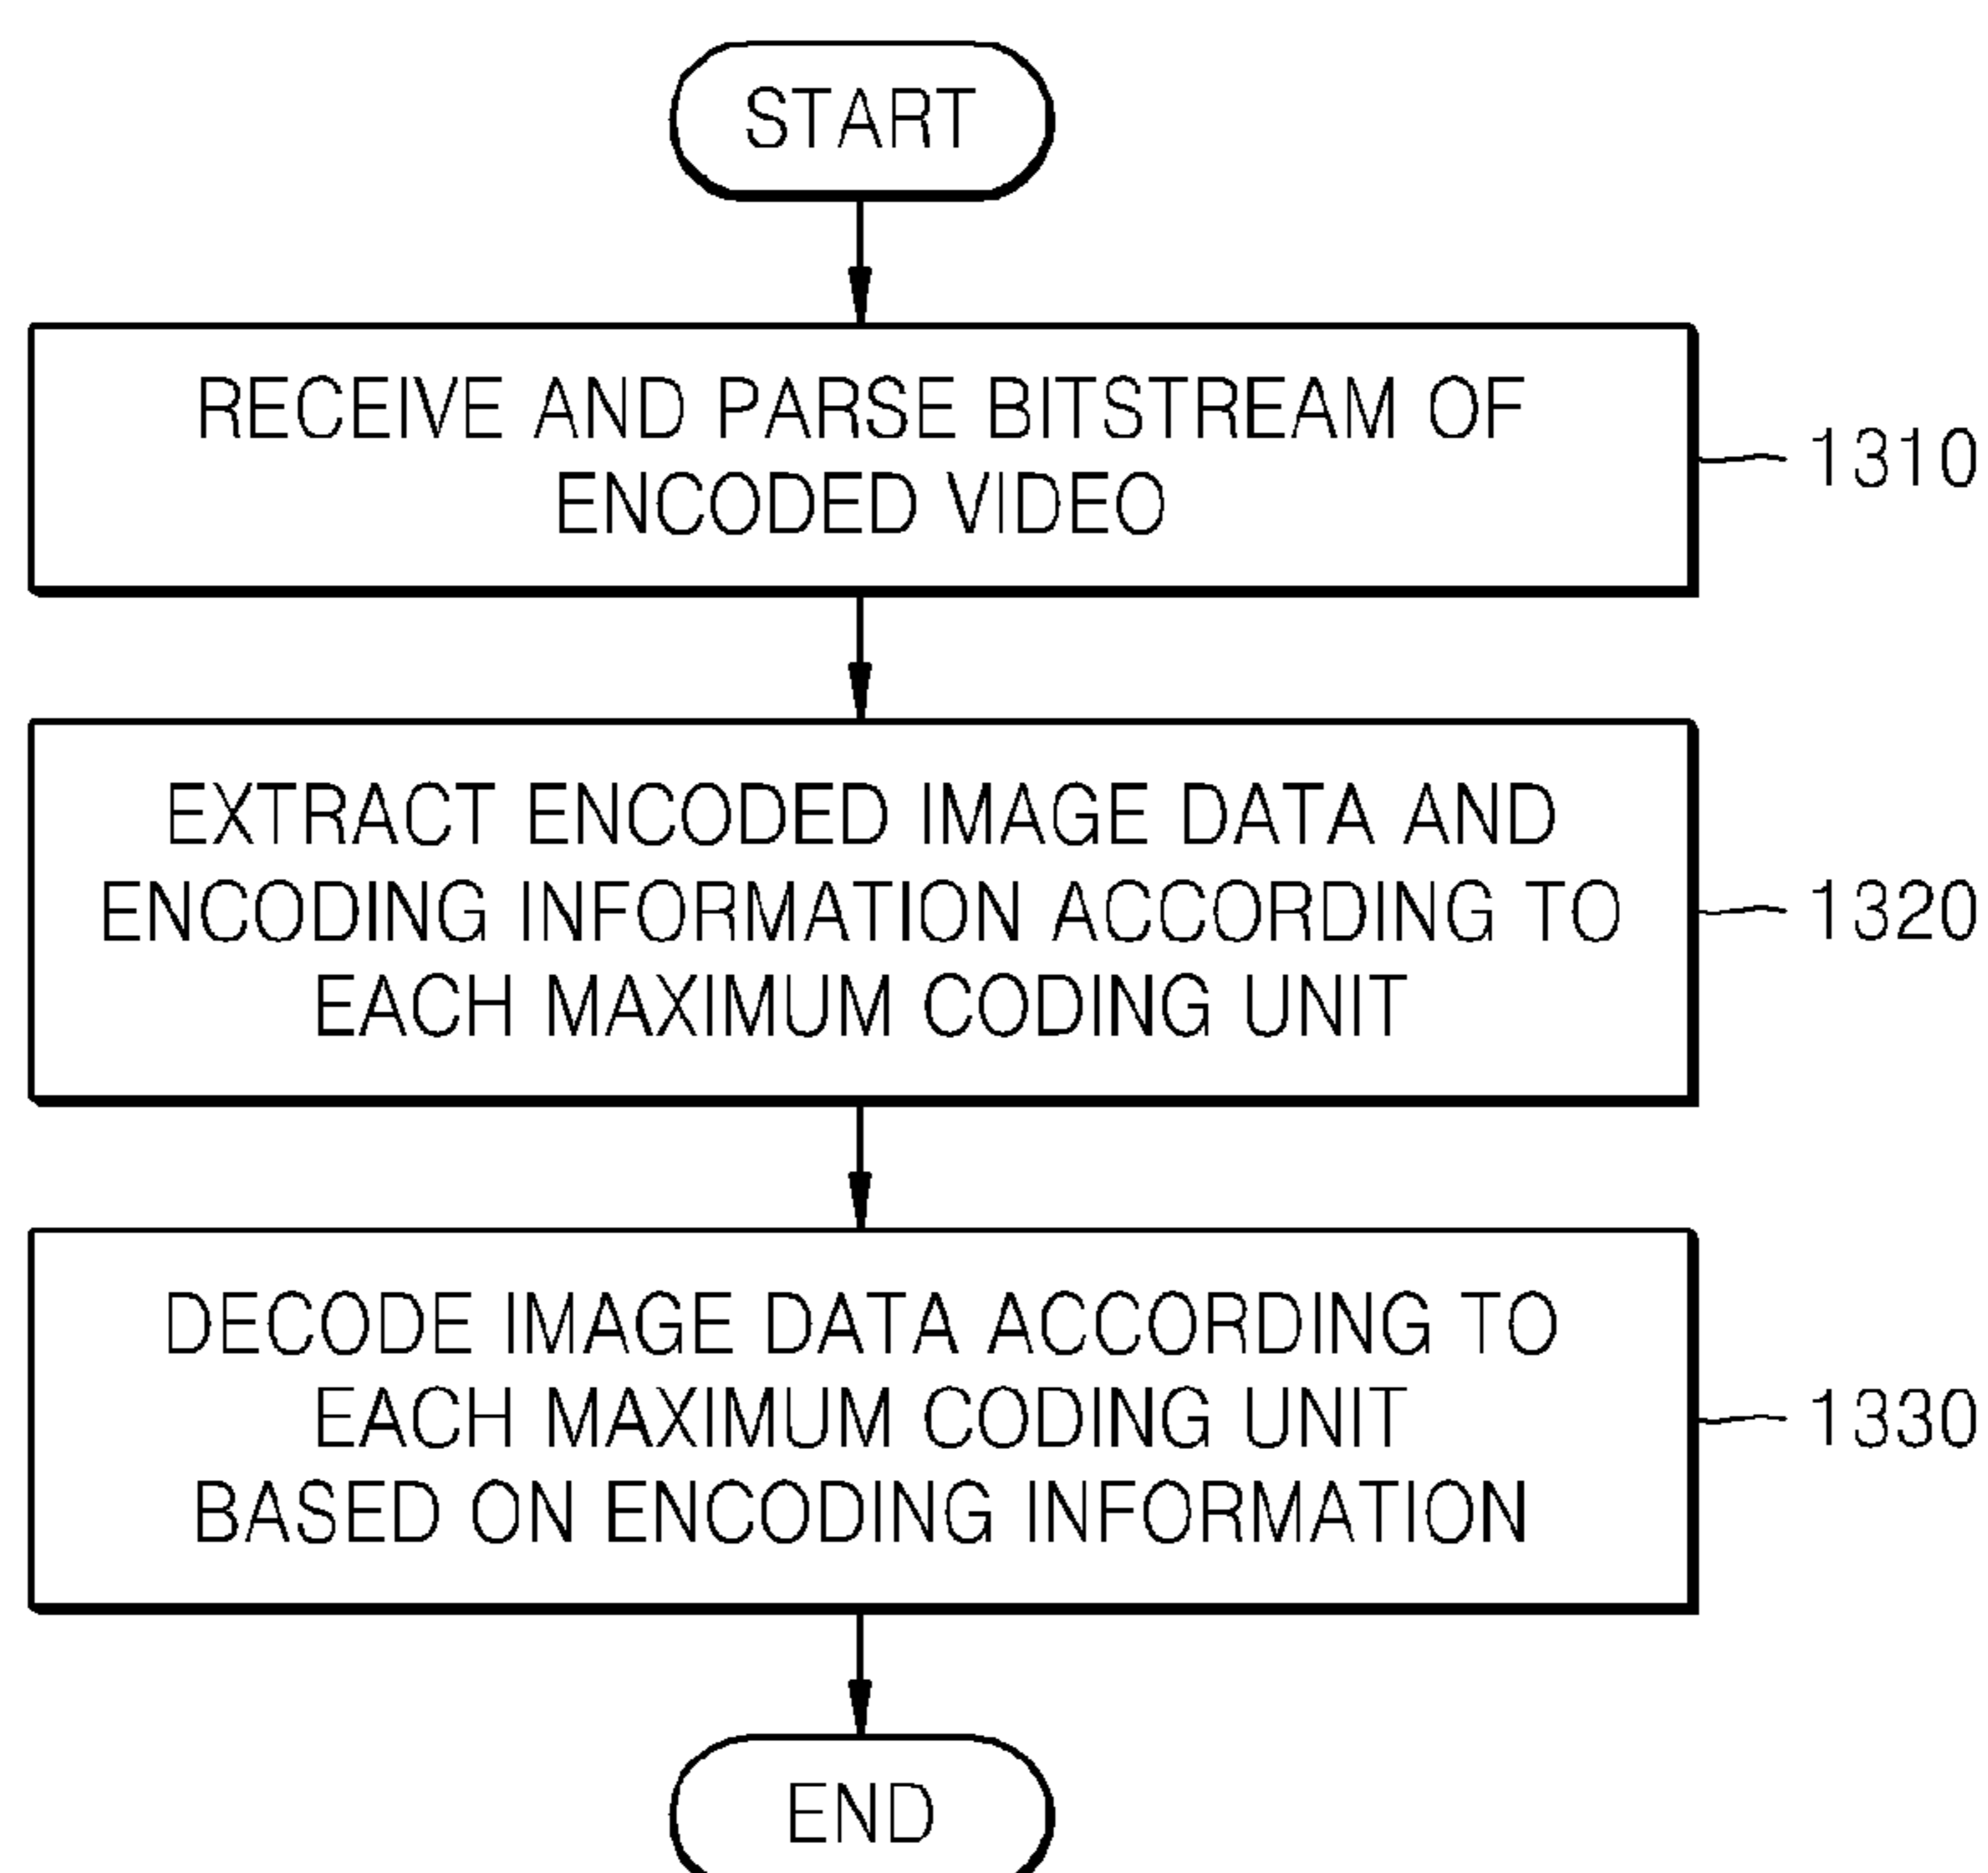 START
RECEIVE AND PARSE BITSTREAM OF
ENCODED VIDEO
1310
EXTRACT ENCODED IMAGE DATA AND
ENCODING INFORMATION ACCORDING TO
EACH MAXIMUM CODING UNIT
1320
DECODE IMAGE DATA ACCORDING TO
EACH MAXIMUM CODING UNIT
BASED ON ENCODING INFORMATION
1330
END